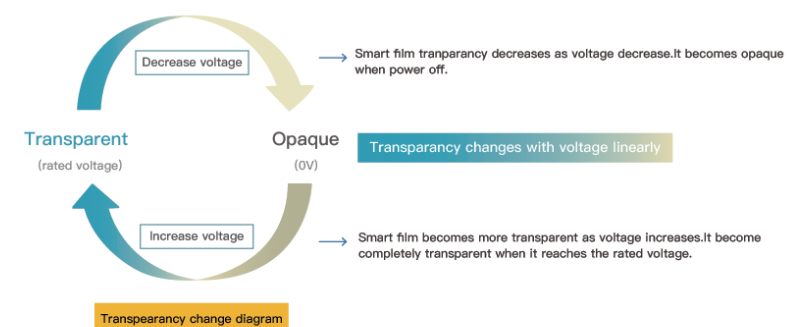 Decrease voltage
Smart film tranparancy decreases as voltage decrease.It becomes opaque
when power off.
Transparent
(rated voltage)
Opaque
(0V)
Transparancy changes with voltage linearly
Increase voltage
Smart film becomes more transparent as voltage increases.It become
completely transparent when it reaches the rated voltage.
Transpearancy change diagram